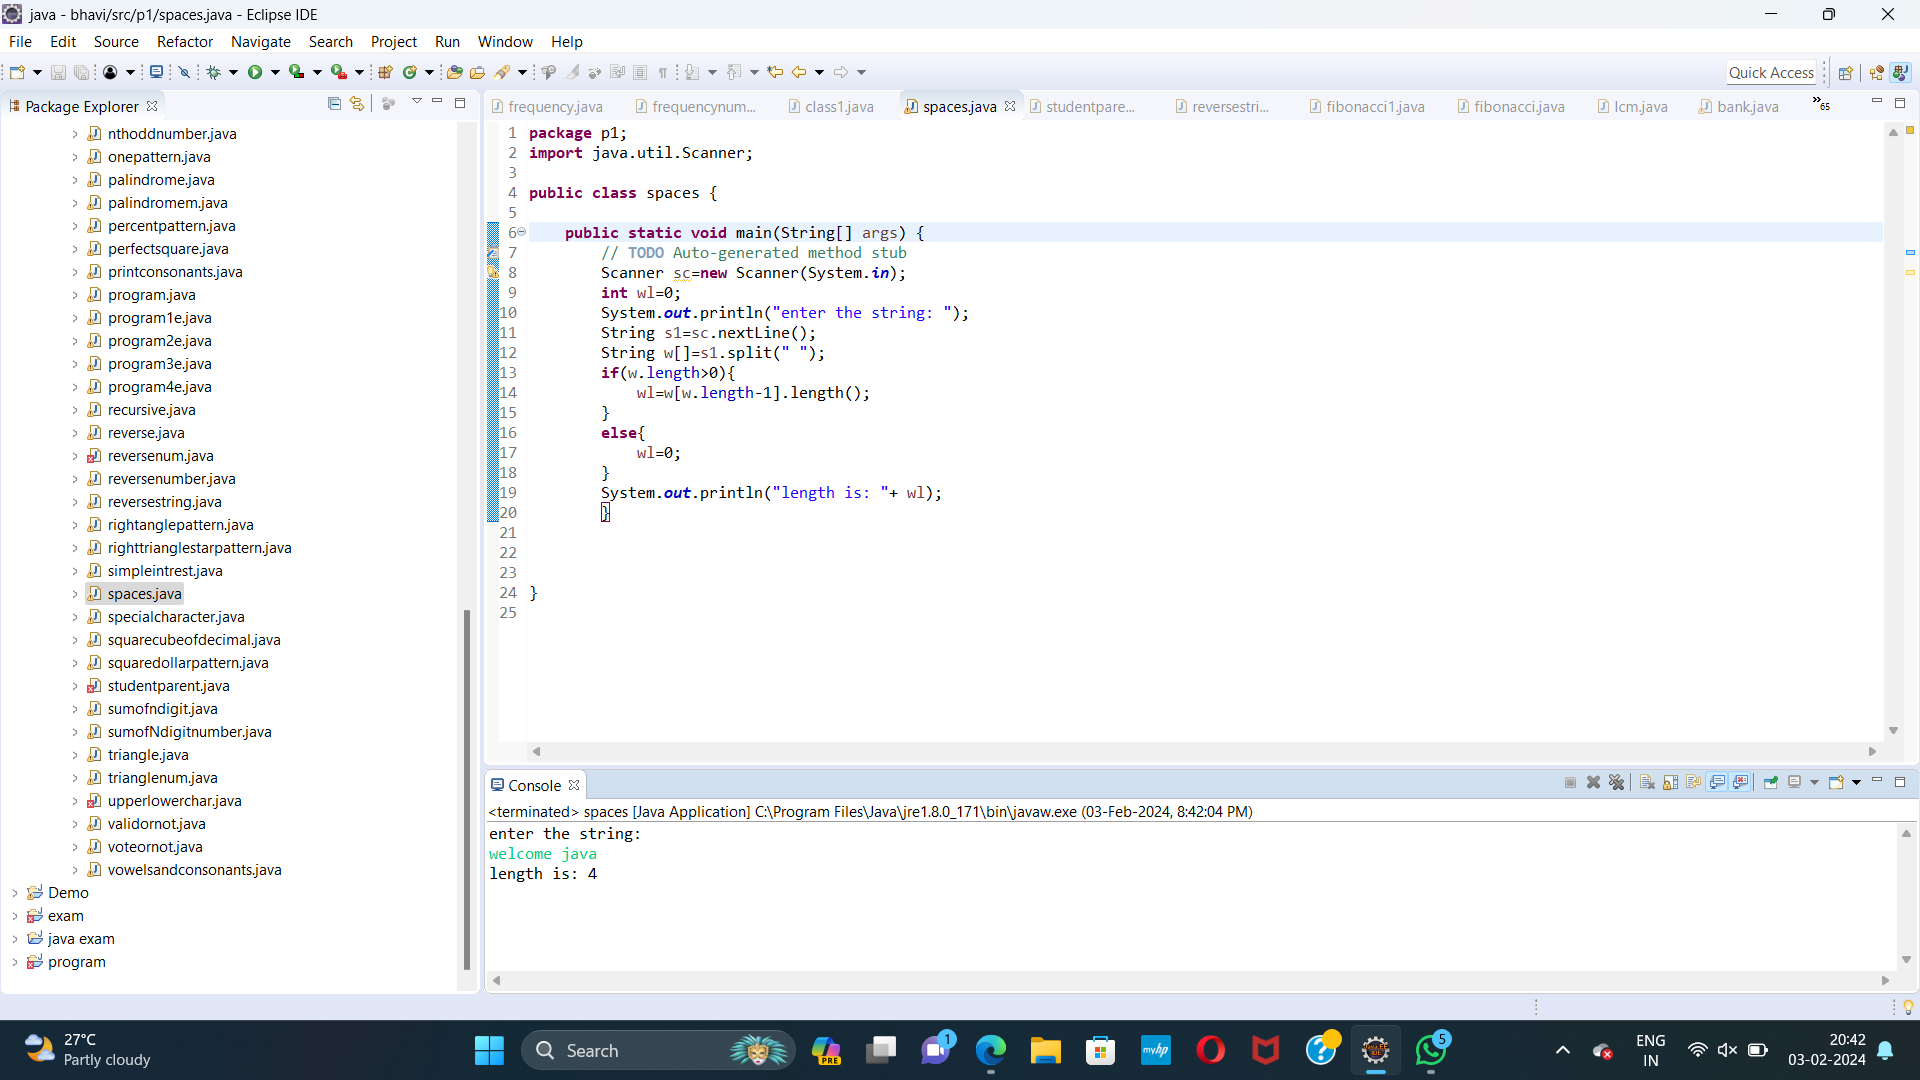 java - bhavi/src/p1/spaces.java - Eclipse IDE
File Edit Source Refactor Navigate Search Project Run Window Help
Quick Access
Package Explorer
nthoddnumber.java
onepattern.java
palindrome.java
palindromem.java
percentpattern.java
perfectsquare.java
printconsonants.java
program.java
program1e.java
program2e.java
program3e.java
program4e.java
recursive.java
reverse.java
reversenum.java
reversenumber.java
reversestring.java
rightanglepattern.java
righttrianglestarpattern.java
simpleintrest.java
spaces.java
specialcharacter.java
squarecubeofdecimal.java
squaredollarpattern.java
studentparent.java
sumofndigit.java
sumofNdigitnumber.java
triangle.java
trianglenum.java
upperlowerchar.java
validornot.java
voteornot.java
vowelsandconsonants.java
Demo
exam
java exam
program
frequency.java frequencynum... class1.java spaces.java studentpare... reversestri... fibonacci1.java fibonacci.java lcm.java bank.java »65
1 package p1;
2 import java.util.Scanner;
3
4 public class spaces {
5
6 public static void main(String[] args) {
7 // TODO Auto-generated method stub
8 Scanner sc=new Scanner(System.in);
9 int wl=0;
10 System.out.println("enter the string: ");
11 String s1=sc.nextLine();
12 String w[]=s1.split(" ");
13 if(w.length>0){
14 wl=w[w.length-1].length();
15 }
16 else{
17 wl=0;
18 }
19 System.out.println("length is: "+ wl);
20 }
21
22
23
24 }
25
Console
<terminated> spaces [Java Application] C:\Program Files\Java\jre1.8.0_171\bin\javaw.exe (03-Feb-2024, 8:42:04 PM)
enter the string:
welcome java
length is: 4
27°C
Partly cloudy
Search
PRE
1
myhp
?
Java EE
IDE
5
ENG
IN
20:42
03-02-2024